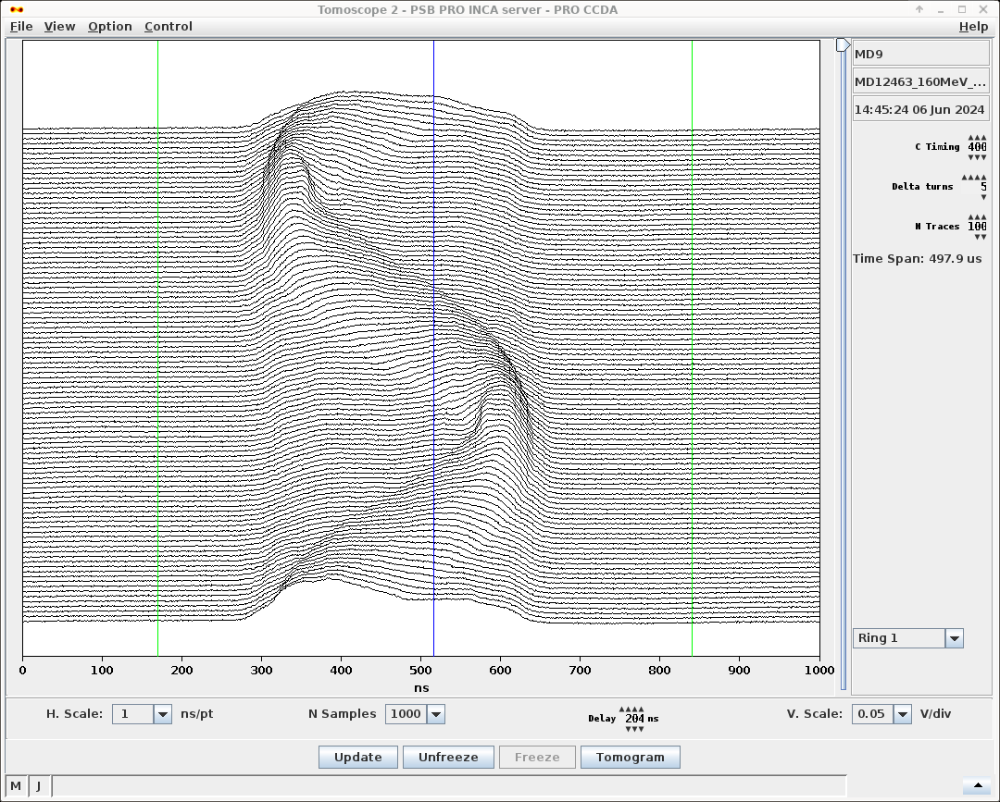 Tomoscope 2 - PSB PRO INCA server - PRO CCDA
File View Option Control Help
MD9
MD12463_160MeV_...
14:45:24 06 Jun 2024
C Timing 400
Delta turns 5
N Traces 100
Time Span: 497.9 us
Ring 1
0 100 200 300 400 500 600 700 800 900 1000
ns
H. Scale: 1 ns/pt N Samples 1000 Delay 204 ns V. Scale: 0.05 V/div
Update Unfreeze Freeze Tomogram
M J